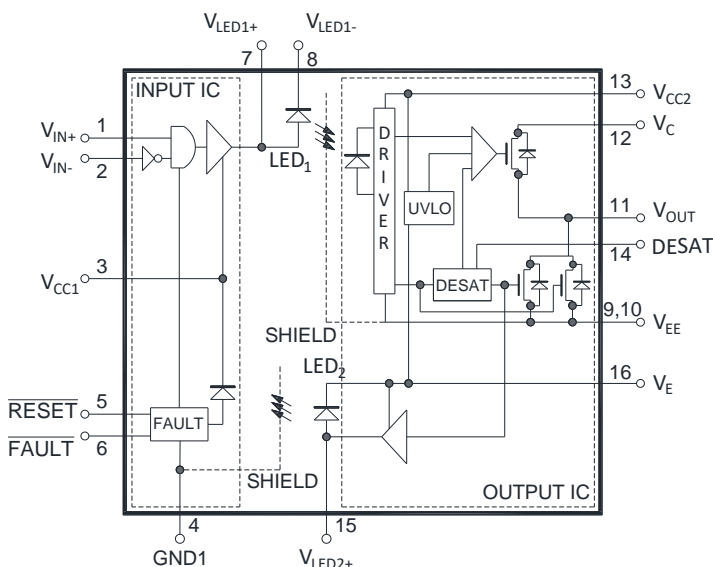 VLED1+ VLED1-
7 8
INPUT IC
13 VCC2
1 VIN+
DRIVER
VC
12
VIN- 2
LED1
UVLO
11 VOUT
DESAT
14
3 VCC1
DESAT
9,10 VEE
SHIELD
LED2
16 VE
RESET 5
FAULT
FAULT 6
SHIELD
OUTPUT IC
4 15
GND1 VLED2+